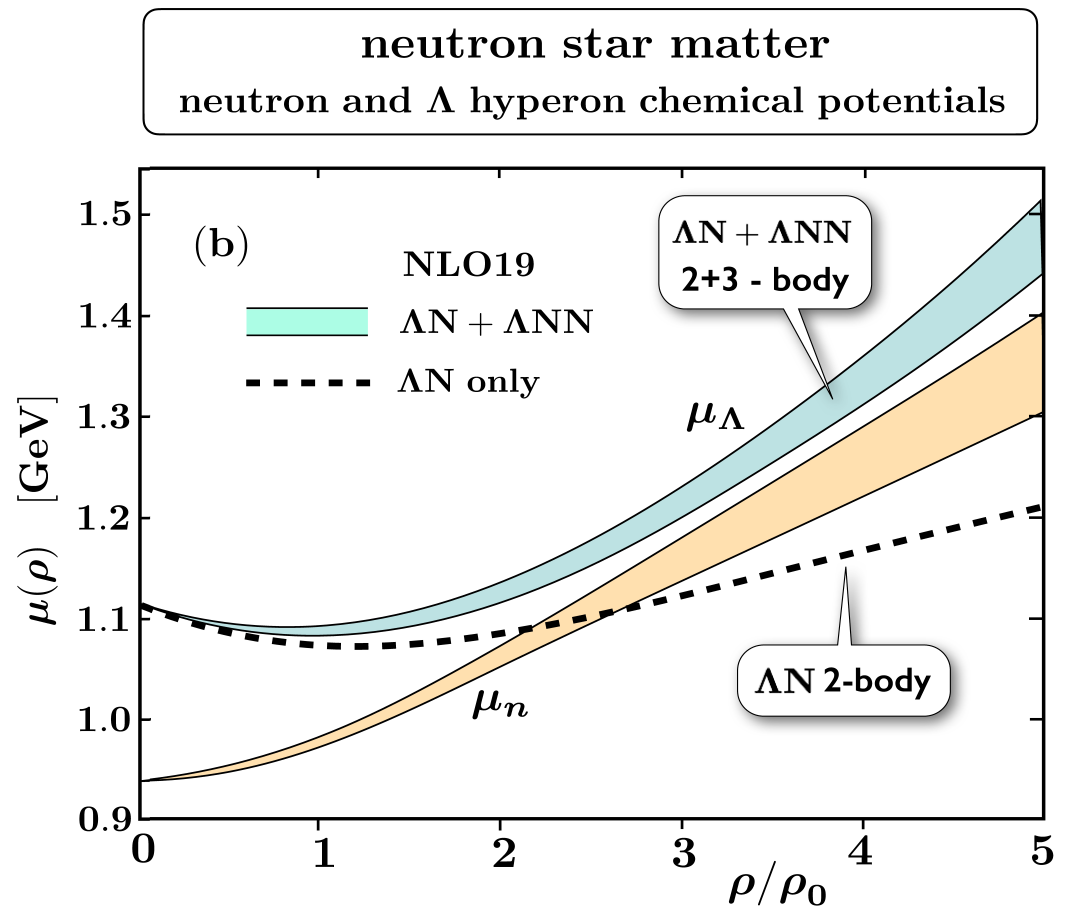 neutron star matter
neutron and Λ hyperon chemical potentials
(b)
NLO19
ΛN + ΛNN
ΛN only
ΛN + ΛNN
2+3 - body
μΛ
μn
ΛN 2-body
μ(ρ) [GeV]
1.5
1.4
1.3
1.2
1.1
1.0
0.9
0 1 2 3 4 5
ρ/ρ0